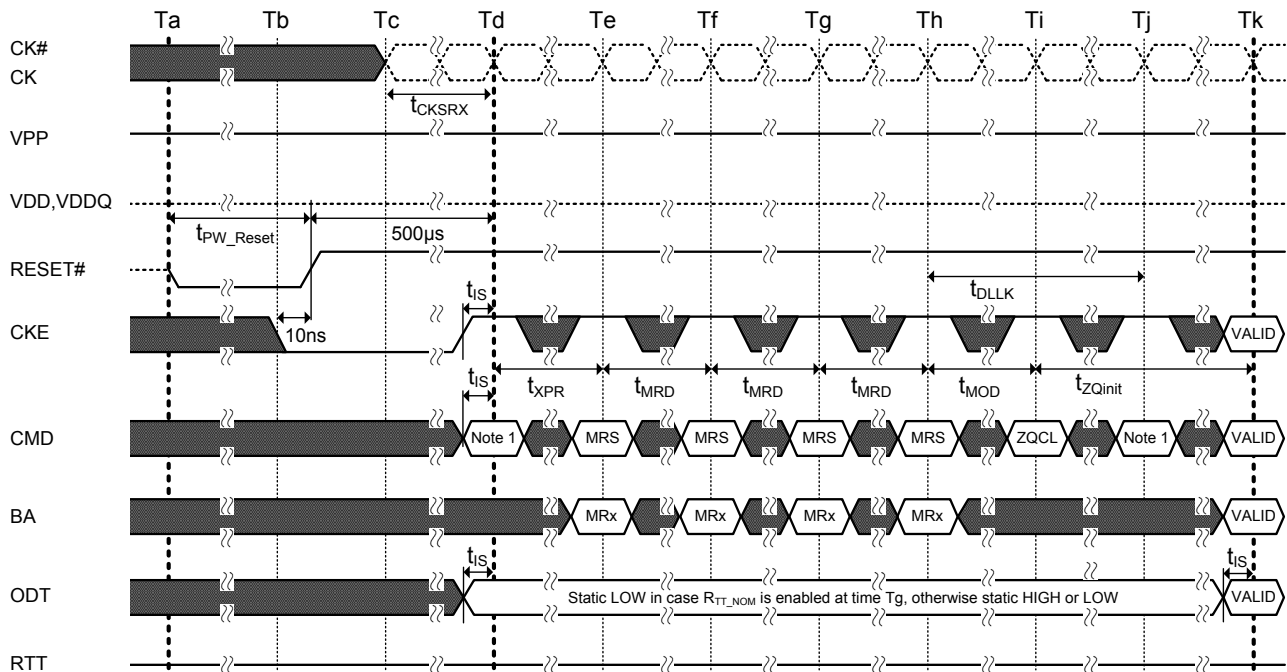 Ta Tb Tc Td Te Tf Tg Th Ti Tj Tk
CK#
CK
tCKSRX
VPP
VDD,VDDQ
tPW_Reset
500µs
RESET#
tIS
tDLLK
CKE
10ns
VALID
tIS
tXPR
tMRD
tMRD
tMRD
tMOD
tZQinit
CMD
Note 1
MRS
MRS
MRS
MRS
ZQCL
Note 1
VALID
BA
MRx
MRx
MRx
MRx
VALID
tIS
tIS
ODT
Static LOW in case RTT_NOM is enabled at time Tg, otherwise static HIGH or LOW
VALID
RTT